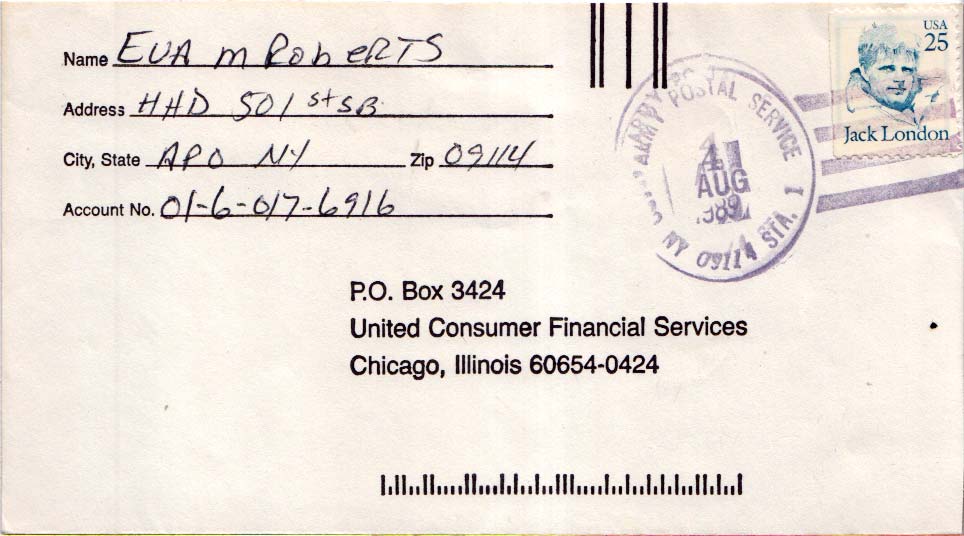 Name EVA M RObeRTS
Address HHD 501st SB
City, State APO NY Zip 09114
Account No. 01-6-017-6916
USA
25
Jack London
ARMY POSTAL SERVICE
AUG
1989
NY 09114 STA. 1
P.O. Box 3424
United Consumer Financial Services
Chicago, Illinois 60654-0424